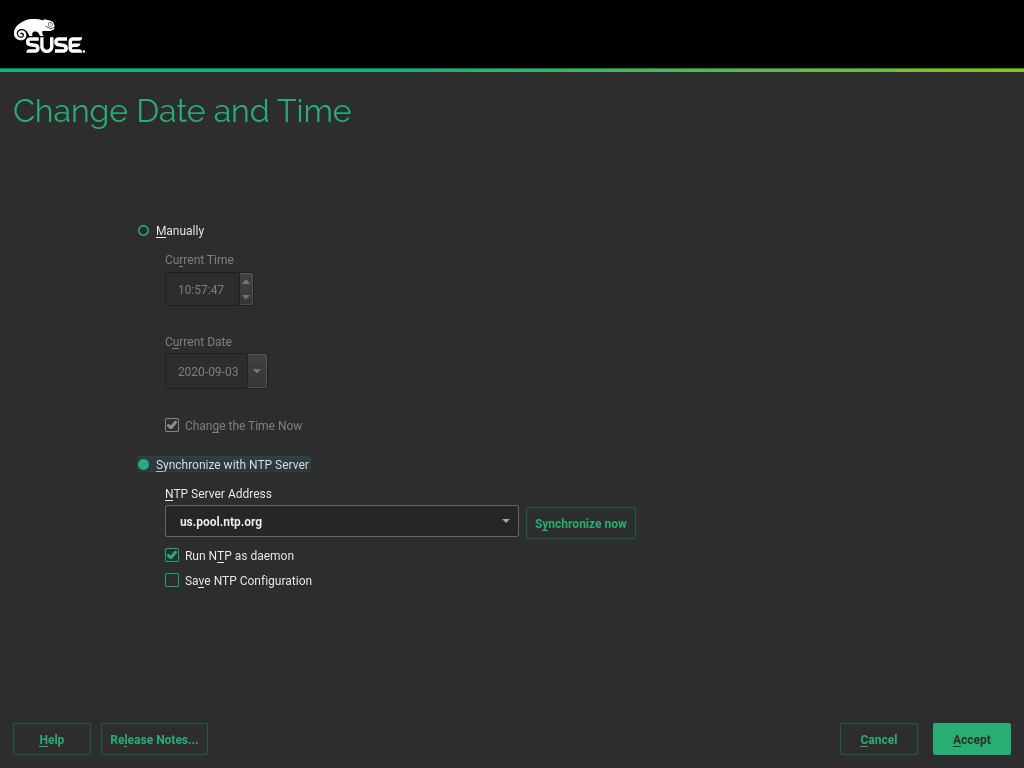 SUSE.
Change Date and Time
Manually
Current Time
10:57:47
Current Date
2020-09-03
Change the Time Now
Synchronize with NTP Server
NTP Server Address
us.pool.ntp.org
Synchronize now
Run NTP as daemon
Save NTP Configuration
Help
Release Notes...
Cancel
Accept